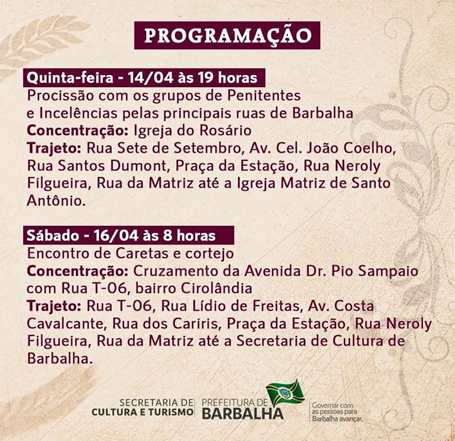 PROGRAMAÇÃO
Quinta-feira - 14/04 às 19 horas
Procissão com os grupos de Penitentes
e Incelências pelas principais ruas de Barbalha
Concentração: Igreja do Rosário
Trajeto: Rua Sete de Setembro, Av. Cel. João Coelho,
Rua Santos Dumont, Praça da Estação, Rua Neroly
Filgueira, Rua da Matriz até a Igreja Matriz de Santo
Antônio.
Sábado - 16/04 às 8 horas
Encontro de Caretas e cortejo
Concentração: Cruzamento da Avenida Dr. Pio Sampaio
com Rua T-06, bairro Cirolândia
Trajeto: Rua T-06, Rua Lídio de Freitas, Av. Costa
Cavalcante, Rua dos Cariris, Praça da Estação, Rua Neroly
Filgueira, Rua da Matriz até a Secretaria de Cultura de
Barbalha.
SECRETARIA DE
CULTURA E TURISMO
PREFEITURA DE
BARBALHA
Governar com
as pessoas para
Barbalha avançar.